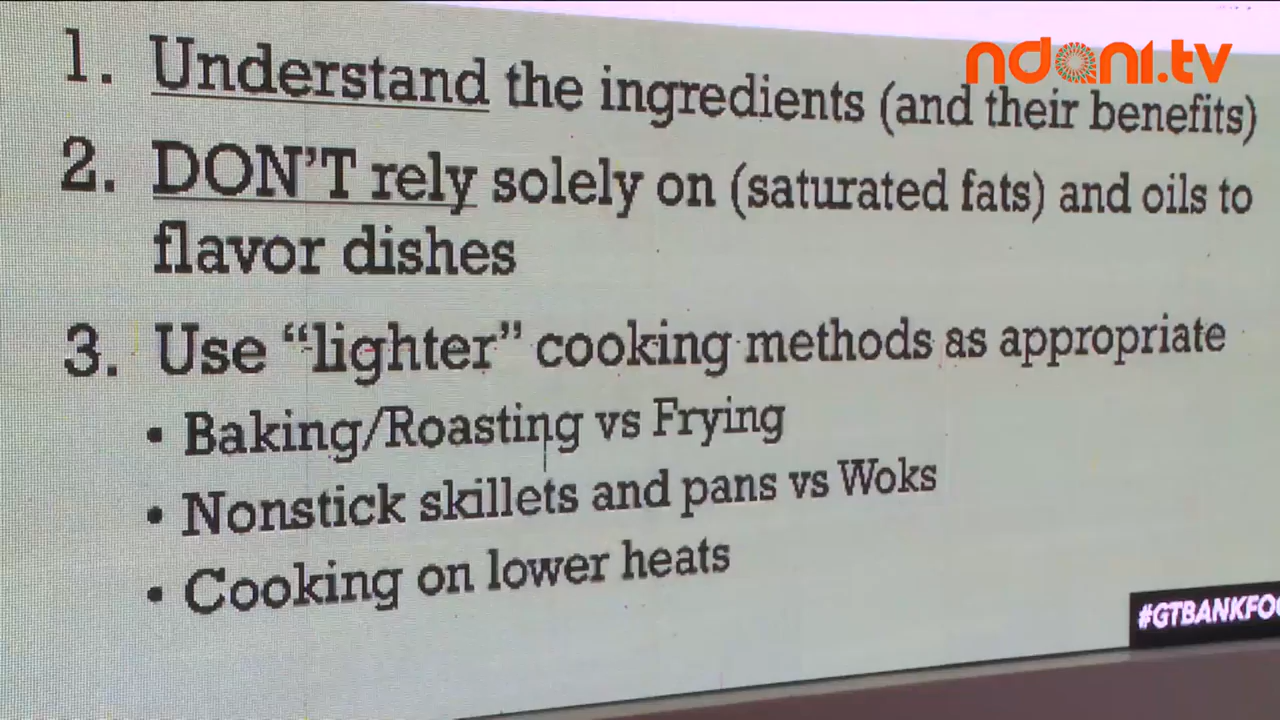 ndani.tv
1. Understand the ingredients (and their benefits)
2. DON'T rely solely on (saturated fats) and oils to
flavor dishes
3. Use “lighter” cooking methods as appropriate
• Baking/Roasting vs Frying
• Nonstick skillets and pans vs Woks
• Cooking on lower heats
#GTBANKFOO